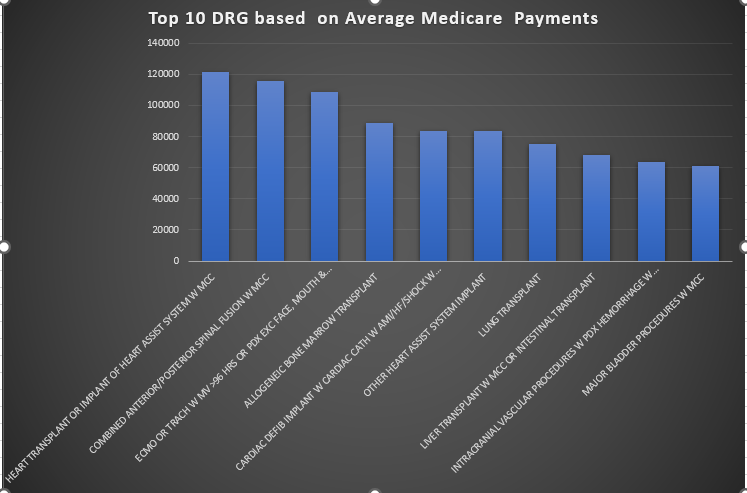 Top 10 DRG based  on Average Medicare  Payments
140000
120000
100000
80000
60000
40000
20000
0
HEART TRANSPLANT OR IMPLANT OF HEART ASSIST SYSTEM W MCC
COMBINED ANTERIOR/POSTERIOR SPINAL FUSION W MCC
ECMO OR TRACH W MV >96 HRS OR PDX EXC FACE, MOUTH &...
ALLOGENEIC BONE MARROW TRANSPLANT
CARDIAC DEFIB IMPLANT W CARDIAC CATH W AMI/HF/SHOCK W...
OTHER HEART ASSIST SYSTEM IMPLANT
LUNG TRANSPLANT
LIVER TRANSPLANT W MCC OR INTESTINAL TRANSPLANT
INTRACRANIAL VASCULAR PROCEDURES W PDX HEMORRHAGE W...
MAJOR BLADDER PROCEDURES W MCC